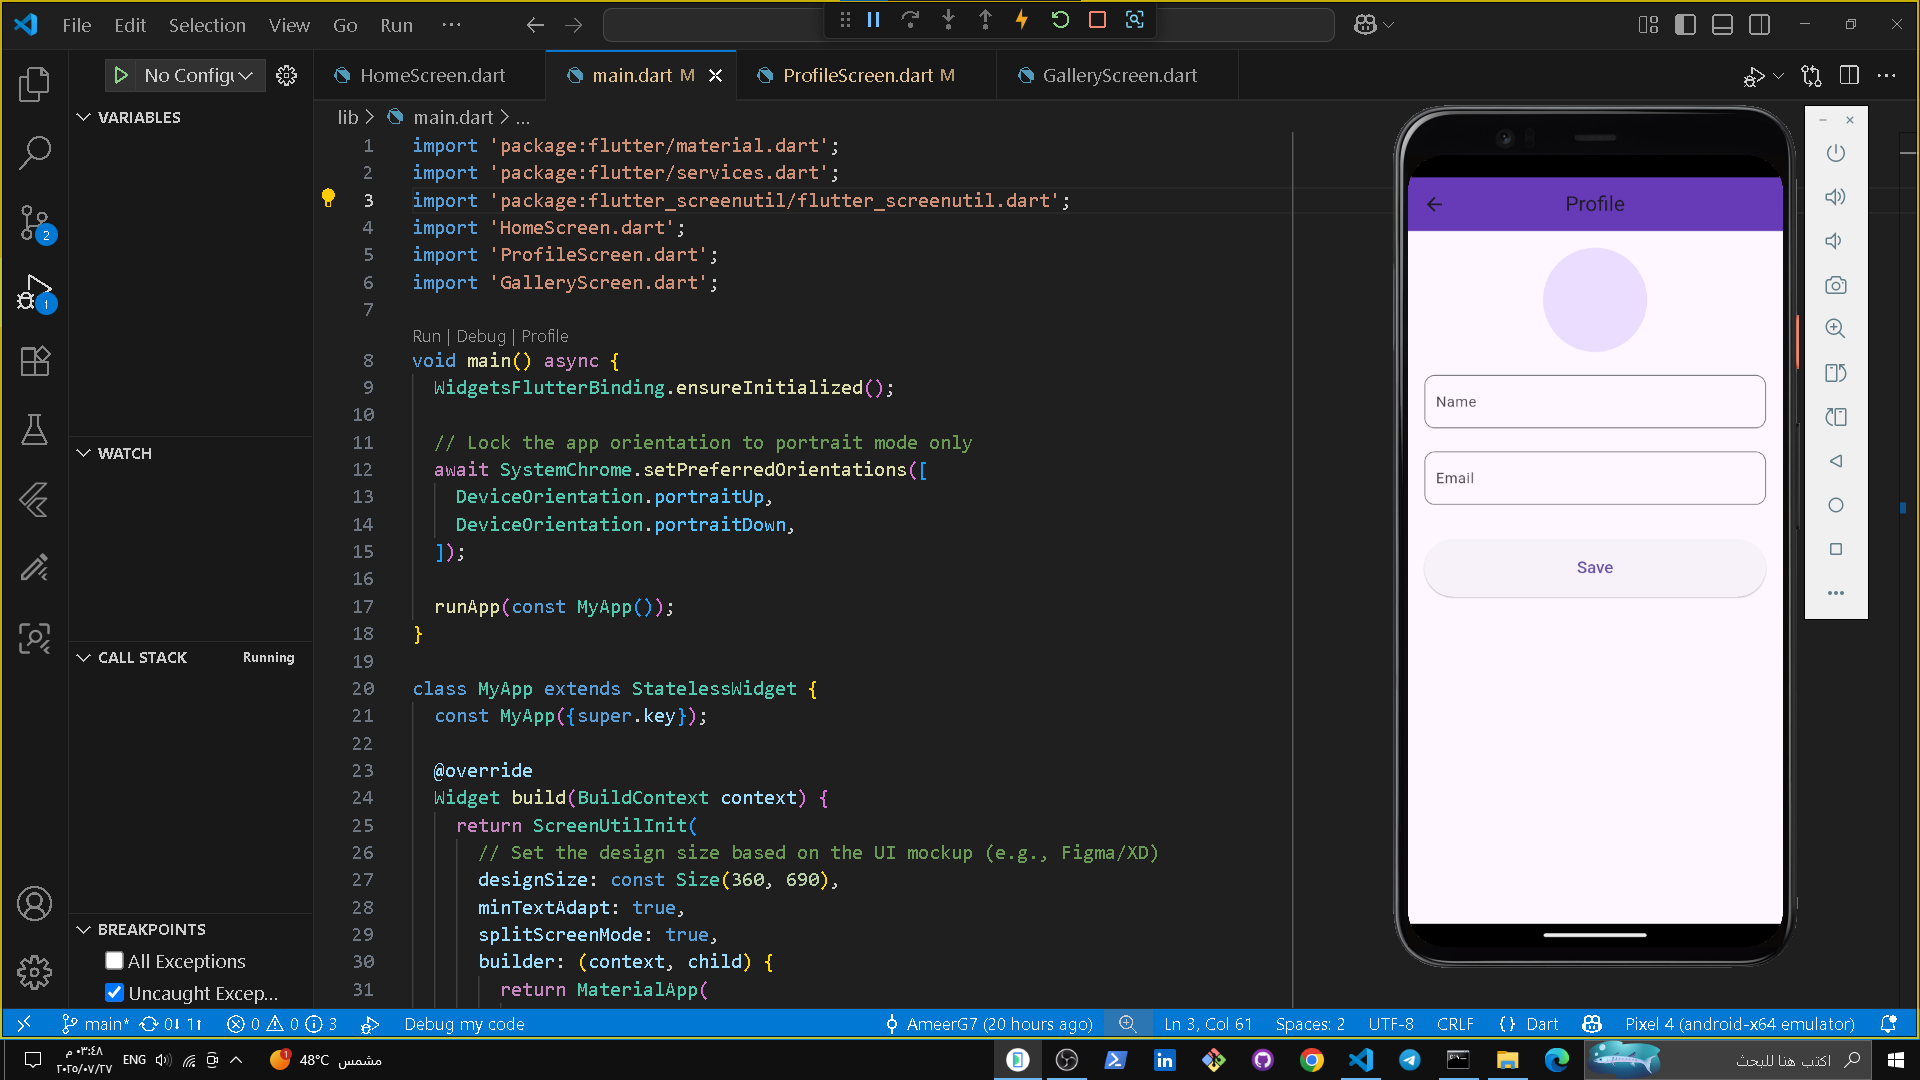 File Edit Selection View Go Run ...
No Configu
HomeScreen.dart
main.dart M
ProfileScreen.dart M
GalleryScreen.dart
VARIABLES
WATCH
CALL STACK Running
BREAKPOINTS
All Exceptions
Uncaught Excep...
2
1
lib > main.dart > ...
1 import 'package:flutter/material.dart';
2 import 'package:flutter/services.dart';
3 import 'package:flutter_screenutil/flutter_screenutil.dart';
4 import 'HomeScreen.dart';
5 import 'ProfileScreen.dart';
6 import 'GalleryScreen.dart';
7
Run | Debug | Profile
8 void main() async {
9 WidgetsFlutterBinding.ensureInitialized();
10
11 // Lock the app orientation to portrait mode only
12 await SystemChrome.setPreferredOrientations([
13 DeviceOrientation.portraitUp,
14 DeviceOrientation.portraitDown,
15 ]);
16
17 runApp(const MyApp());
18 }
19
20 class MyApp extends StatelessWidget {
21 const MyApp({super.key});
22
23 @override
24 Widget build(BuildContext context) {
25 return ScreenUtilInit(
26 // Set the design size based on the UI mockup (e.g., Figma/XD)
27 designSize: const Size(360, 690),
28 minTextAdapt: true,
29 splitScreenMode: true,
30 builder: (context, child) {
31 return MaterialApp(
Profile
Name
Email
Save
main* 0↓ 1↑ 0 0 3 Debug my code
AmeerG7 (20 hours ago) Ln 3, Col 61 Spaces: 2 UTF-8 CRLF {} Dart Pixel 4 (android-x64 emulator)
٠٣:٤٨ م
٢٠٢٥/٠٧/٢٧
ENG
1
48°C مشمس
اكتب هنا للبحث